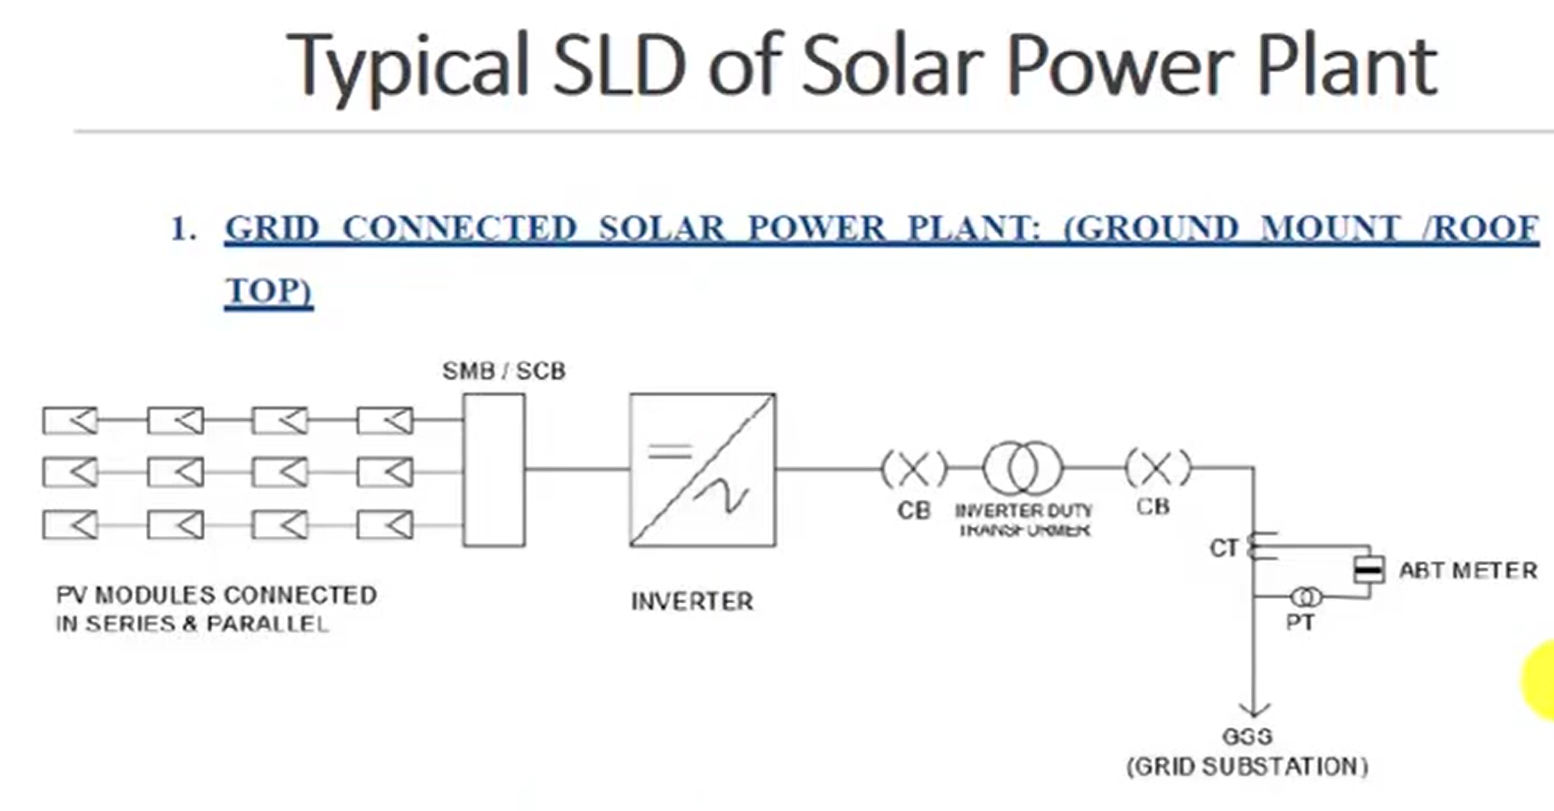 Typical SLD of Solar Power Plant
1. GRID CONNECTED SOLAR POWER PLANT: (GROUND MOUNT /ROOF
TOP)
SMB / SCB
PV MODULES CONNECTED
IN SERIES & PARALLEL
INVERTER
CB
INVERTER DUTY
TRANSFORMER
CB
CT
ABT METER
PT
GSS
(GRID SUBSTATION)